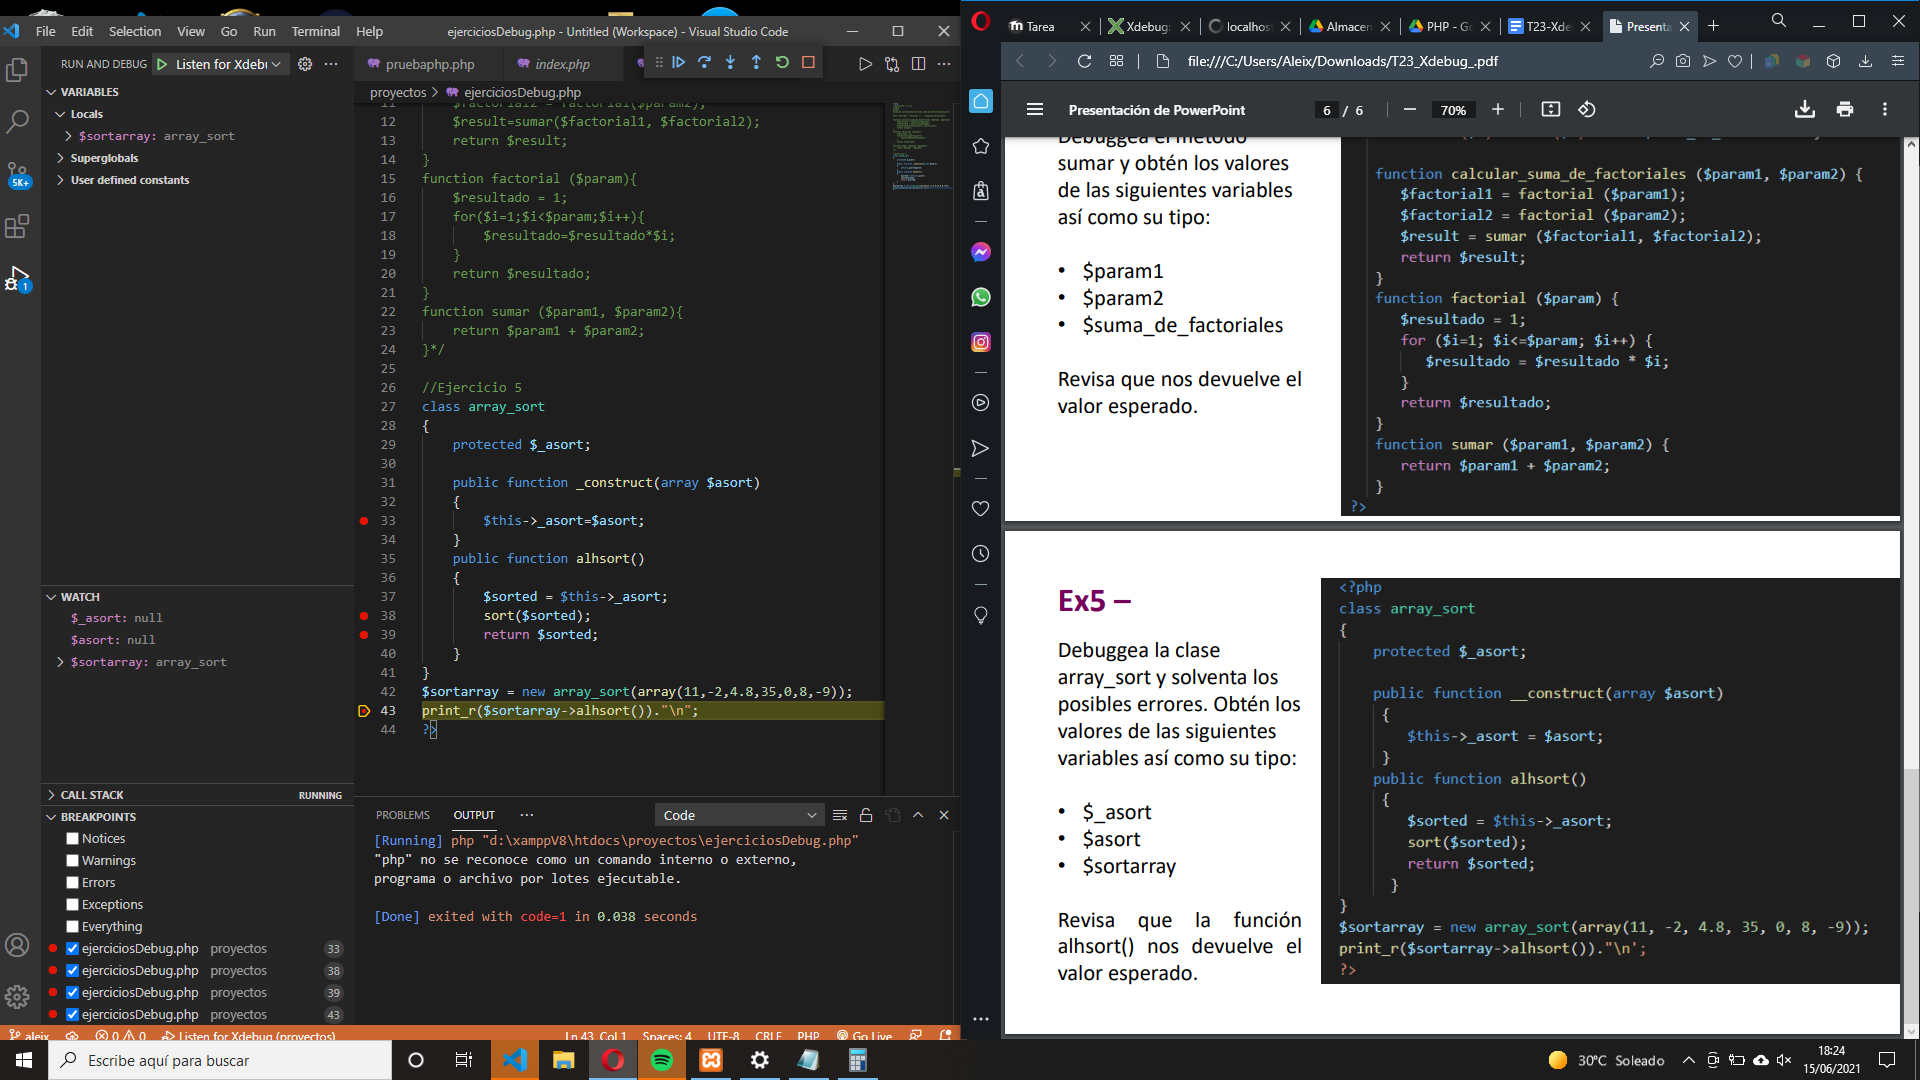 File Edit Selection View Go Run Terminal Help
ejerciciosDebug.php - Untitled (Workspace) - Visual Studio Code
RUN AND DEBUG Listen for Xdebu
VARIABLES
Locals
$sortarray: array_sort
Superglobals
User defined constants
5K+
1
WATCH
$_asort: null
$asort: null
$sortarray: array_sort
CALL STACK RUNNING
BREAKPOINTS
Notices
Warnings
Errors
Exceptions
Everything
ejerciciosDebug.php proyectos 33
ejerciciosDebug.php proyectos 38
ejerciciosDebug.php proyectos 39
ejerciciosDebug.php proyectos 43
pruebaphp.php index.php
proyectos > ejerciciosDebug.php
11 $factorial2 = factorial($param2);
12 $result=sumar($factorial1, $factorial2);
13 return $result;
14 }
15 function factorial ($param){
16 $resultado = 1;
17 for($i=1;$i<$param;$i++){
18 $resultado=$resultado*$i;
19 }
20 return $resultado;
21 }
22 function sumar ($param1, $param2){
23 return $param1 + $param2;
24 }*/
25
26 //Ejercicio 5
27 class array_sort
28 {
29 protected $_asort;
30
31 public function _construct(array $asort)
32 {
33 $this->_asort=$asort;
34 }
35 public function alhsort()
36 {
37 $sorted = $this->_asort;
38 sort($sorted);
39 return $sorted;
40 }
41 }
42 $sortarray = new array_sort(array(11,-2,4.8,35,0,8,-9));
43 print_r($sortarray->alhsort())."\n";
44 ?>
PROBLEMS OUTPUT ··· Code
[Running] php "d:\xamppV8\htdocs\proyectos\ejerciciosDebug.php"
"php" no se reconoce como un comando interno o externo,
programa o archivo por lotes ejecutable.
[Done] exited with code=1 in 0.038 seconds
aleix 0 0 Listen for Xdebug (proyectos) Ln 43, Col 1 Spaces: 4 UTF-8 CRLF PHP Go Live
Tarea Xdebug: localhos Almacen PHP - Go T23-Xde Presenta
file:///C:/Users/Aleix/Downloads/T23_Xdebug_.pdf
Presentación de PowerPoint 6 / 6 70%
Debuggea el método
sumar y obtén los valores
de las siguientes variables
así como su tipo:
• $param1
• $param2
• $suma_de_factoriales
Revisa que nos devuelve el
valor esperado.
function calcular_suma_de_factoriales ($param1, $param2) {
$factorial1 = factorial ($param1);
$factorial2 = factorial ($param2);
$result = sumar ($factorial1, $factorial2);
return $result;
}
function factorial ($param) {
$resultado = 1;
for ($i=1; $i<=$param; $i++) {
$resultado = $resultado * $i;
}
return $resultado;
}
function sumar ($param1, $param2) {
return $param1 + $param2;
}
?>
Ex5 –
Debuggea la clase
array_sort y solventa los
posibles errores. Obtén los
valores de las siguientes
variables así como su tipo:
• $_asort
• $asort
• $sortarray
Revisa que la función
alhsort() nos devuelve el
valor esperado.
<?php
class array_sort
{
protected $_asort;
public function __construct(array $asort)
{
$this->_asort = $asort;
}
public function alhsort()
{
$sorted = $this->_asort;
sort($sorted);
return $sorted;
}
}
$sortarray = new array_sort(array(11, -2, 4.8, 35, 0, 8, -9));
print_r($sortarray->alhsort())."\n';
?>
Escribe aquí para buscar
30°C Soleado
18:24
15/06/2021